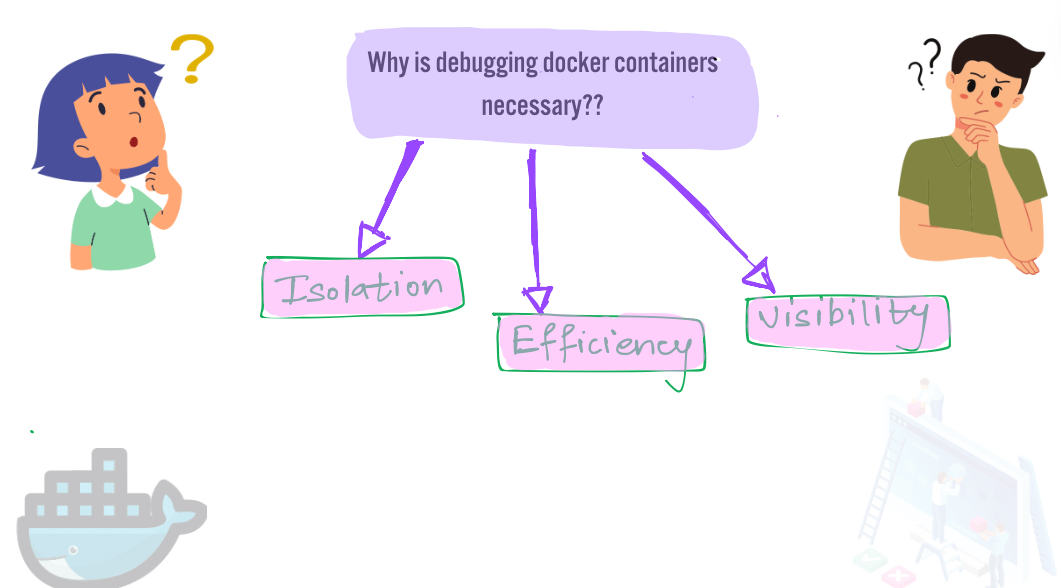 Why is debugging docker containers
necessary??
Isolation
Efficiency
Visibility
?
??